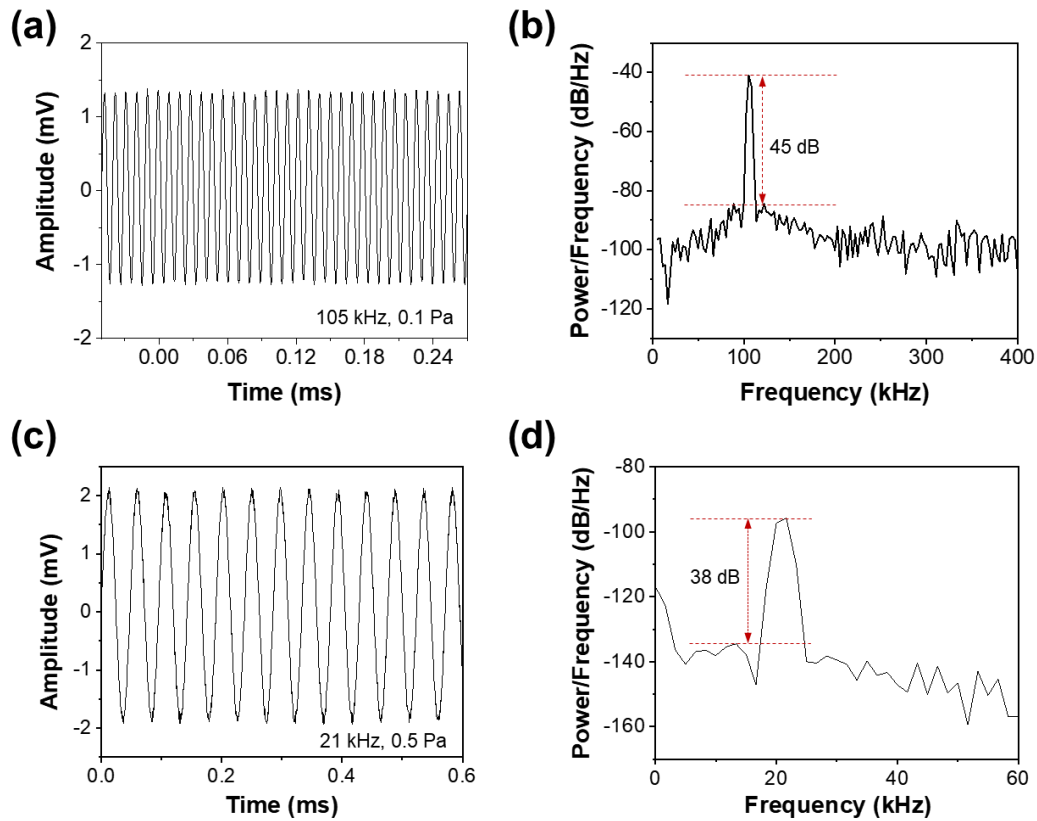 (a)
Amplitude (mV)
2
1
0
-1
-2
105 kHz, 0.1 Pa
0.00 0.06 0.12 0.18 0.24
Time (ms)
(b)
Power/Frequency (dB/Hz)
-40
-60
-80
-100
-120
45 dB
0 100 200 300 400
Frequency (kHz)
(c)
Amplitude (mV)
2
1
0
-1
-2
21 kHz, 0.5 Pa
0.0 0.2 0.4 0.6
Time (ms)
(d)
Power/Frequency (dB/Hz)
-80
-100
-120
-140
-160
38 dB
0 20 40 60
Frequency (kHz)